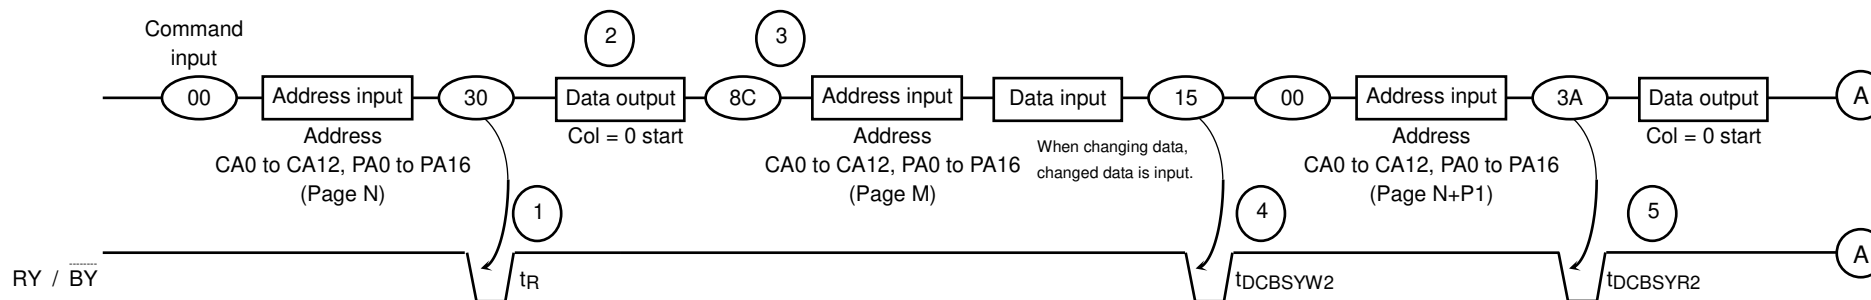 Command
input
2
3
00
Address input
30
Data output
8C
Address input
Data input
15
00
Address input
3A
Data output
A
Address
CA0 to CA12, PA0 to PA16
(Page N)
Col = 0 start
Address
CA0 to CA12, PA0 to PA16
(Page M)
When changing data,
changed data is input.
Address
CA0 to CA12, PA0 to PA16
(Page N+P1)
Col = 0 start
1
4
5
RY / BY
tR
tDCBSYW2
tDCBSYR2
A